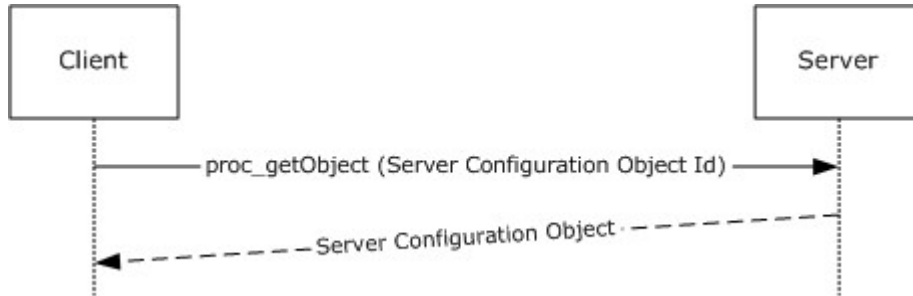 Client
Server
proc_getObject (Server Configuration Object Id)
Server Configuration Object